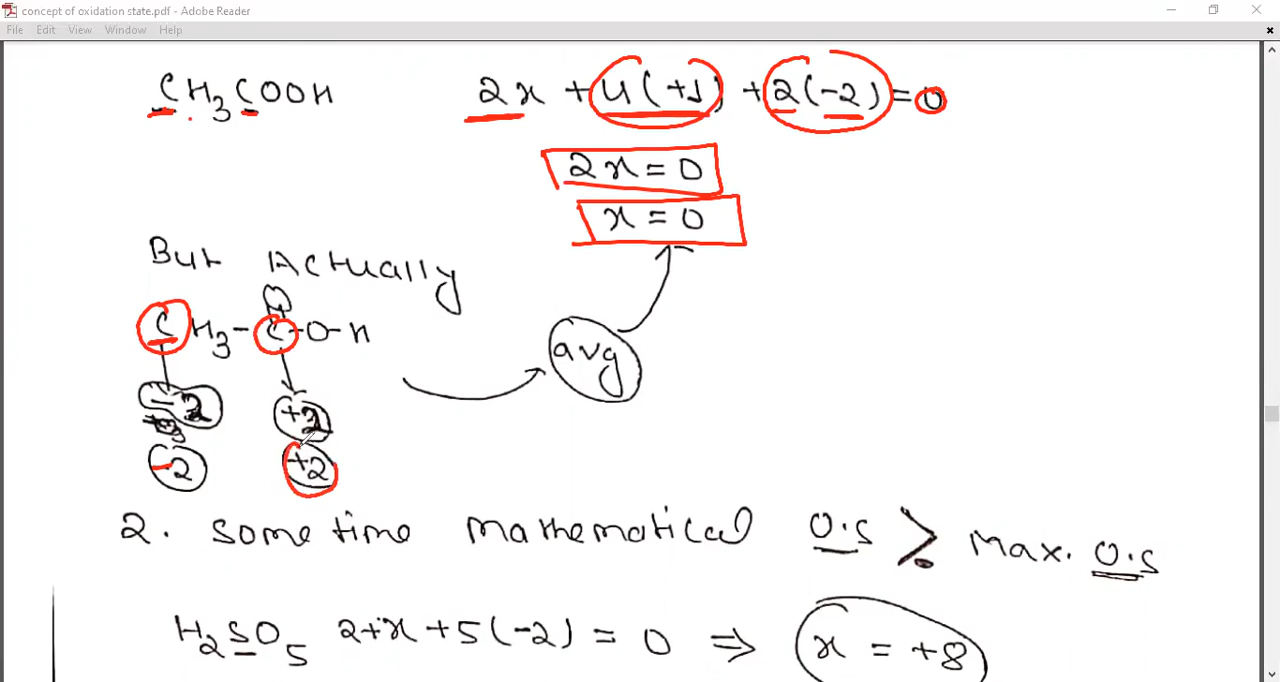 concept of oxidation state.pdf - Adobe Reader
File Edit View Window Help
CH3COOH 2x + 4(+1) + 2(-2) = 0
2x = 0
x = 0
But Actually
O
CH3-C-O-H
avg
-2 +2
-2 +2
2. sometime mathematical O.S > Max. O.S
H2SO5 2+x+5(-2) = 0 ⇒ x = +8